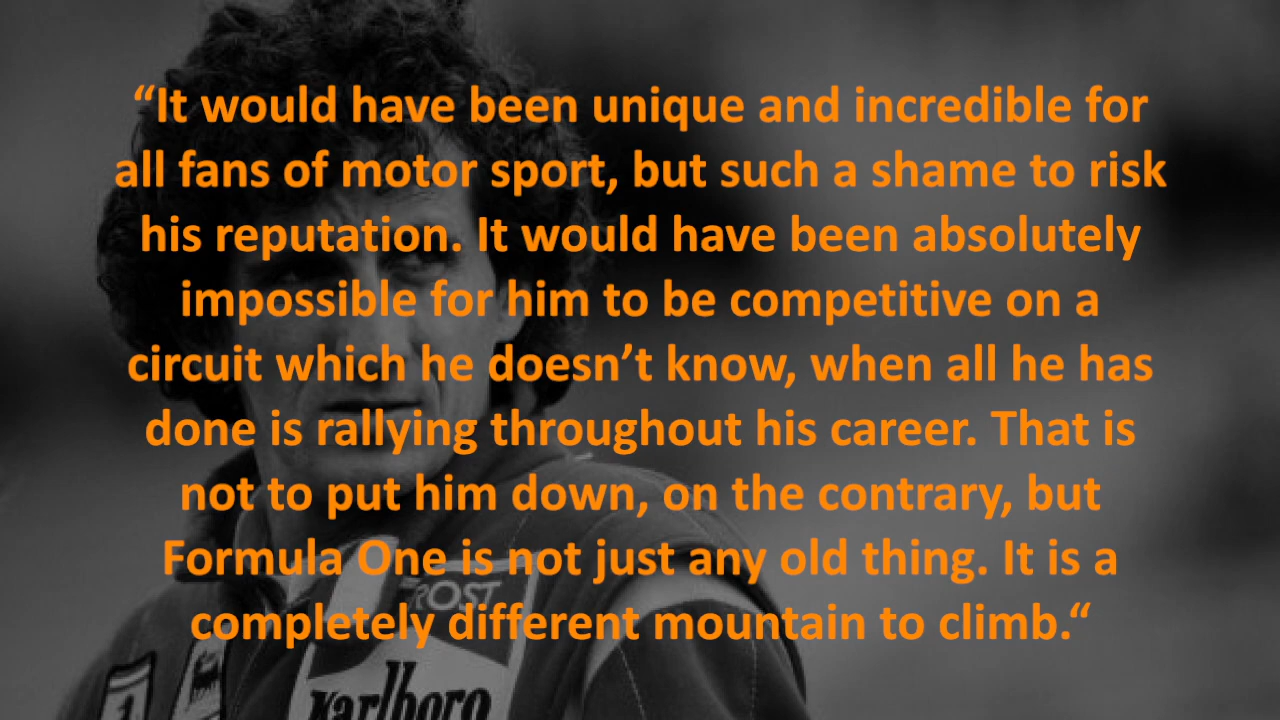 “It would have been unique and incredible for
all fans of motor sport, but such a shame to risk
his reputation. It would have been absolutely
impossible for him to be competitive on a
circuit which he doesn’t know, when all he has
done is rallying throughout his career. That is
not to put him down, on the contrary, but
Formula One is not just any old thing. It is a
completely different mountain to climb.“
ROST
Marlboro
1